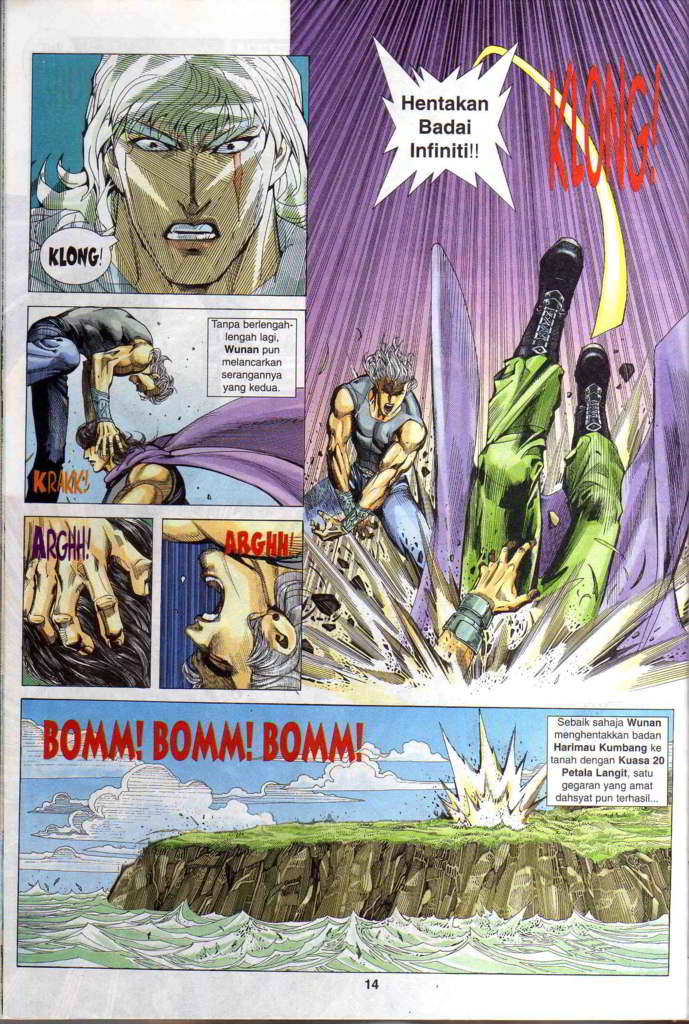 KLONG!
Hentakan
Badai
Infiniti!!
KLONG!
Tanpa berlengah-
lengah lagi,
Wunan pun
melancarkan
serangannya
yang kedua.
KRAKK!
ARGHH!
ARGHH!
BOMM! BOMM! BOMM!
Sebaik sahaja Wunan
menghentakkan badan
Harimau Kumbang ke
tanah dengan Kuasa 20
Petala Langit, satu
gegaran yang amat
dahsyat pun terhasil...
14